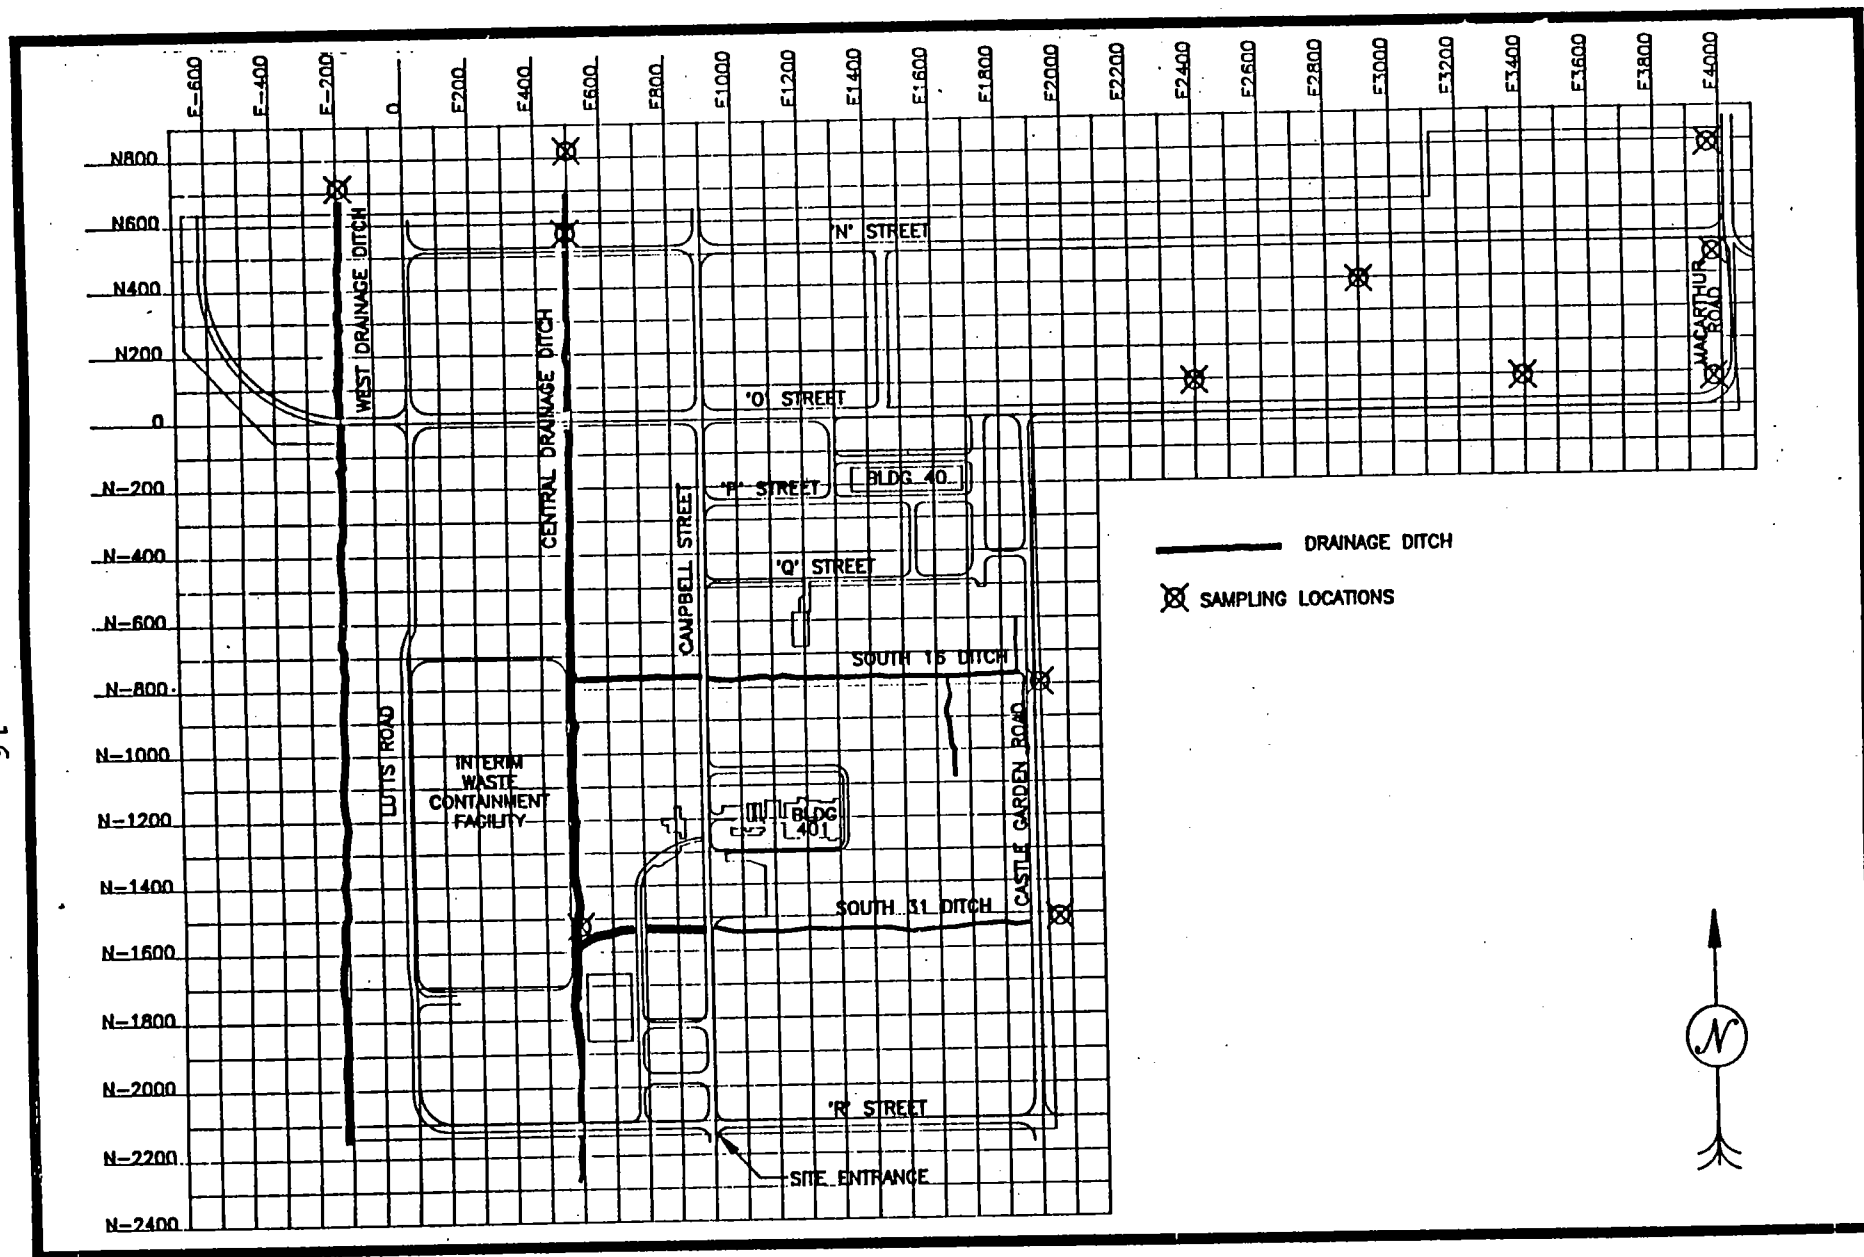 E-600
E-400
E-200
0
E200
E400
E600
E800
E1000
E1200
E1400
E1600
E1800
E2000
E2200
E2400
E2600
E2800
E3000
E3200
E3400
E3600
E3800
E4000
N800
N600
N400
N200
0
N-200
N-400
N-600
N-800
N-1000
N-1200
N-1400
N-1600
N-1800
N-2000
N-2200
N-2400
WEST DRAINAGE DITCH
CENTRAL DRAINAGE DITCH
'N' STREET
MACARTHUR
ROAD
'O' STREET
'P' STREET
BLDG 40
CAMPBELL STREET
'Q' STREET
DRAINAGE DITCH
SAMPLING LOCATIONS
SOUTH 16 DITCH
LUTTS ROAD
INTERIM
WASTE
CONTAINMENT
FACILITY
BLDG
401
CASTLE GARDEN ROAD
SOUTH 31 DITCH
'R' STREET
SITE ENTRANCE
N